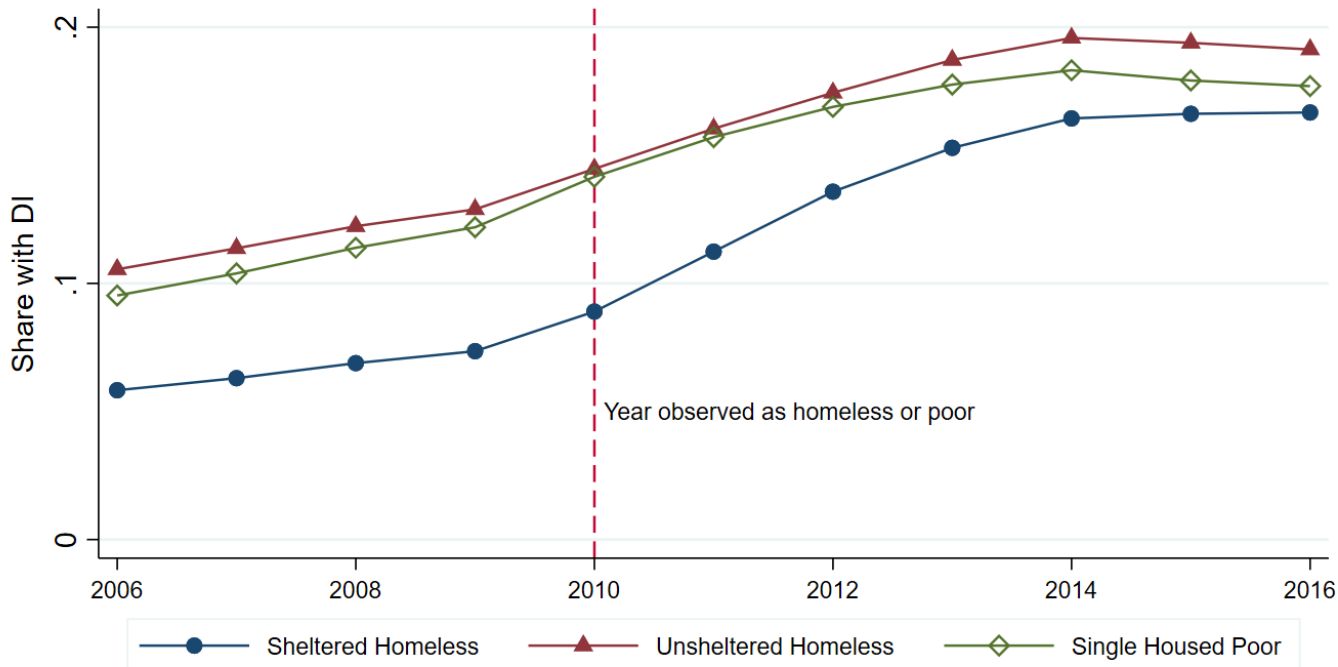 .2
.1
0
Share with DI
Year observed as homeless or poor
2006 2008 2010 2012 2014 2016
Sheltered Homeless Unsheltered Homeless Single Housed Poor